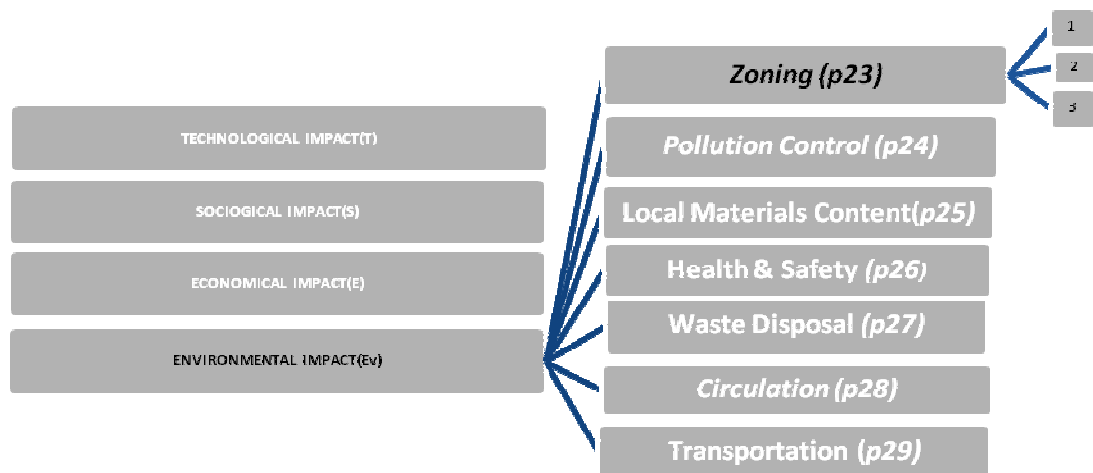 TECHNOLOGICAL IMPACT(T)
SOCIOGICAL IMPACT(S)
ECONOMICAL IMPACT(E)
ENVIRONMENTAL IMPACT(Ev)
Zoning (p23)
Pollution Control (p24)
Local Materials Content(p25)
Health & Safety (p26)
Waste Disposal (p27)
Circulation (p28)
Transportation (p29)
1
2
3